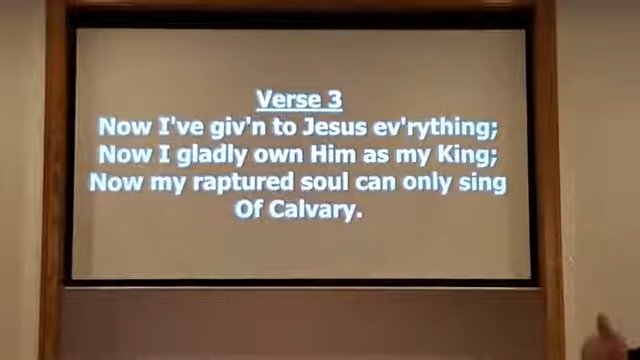 Verse 3
Now I've giv'n to Jesus ev'rything;
Now I gladly own Him as my King;
Now my raptured soul can only sing
Of Calvary.